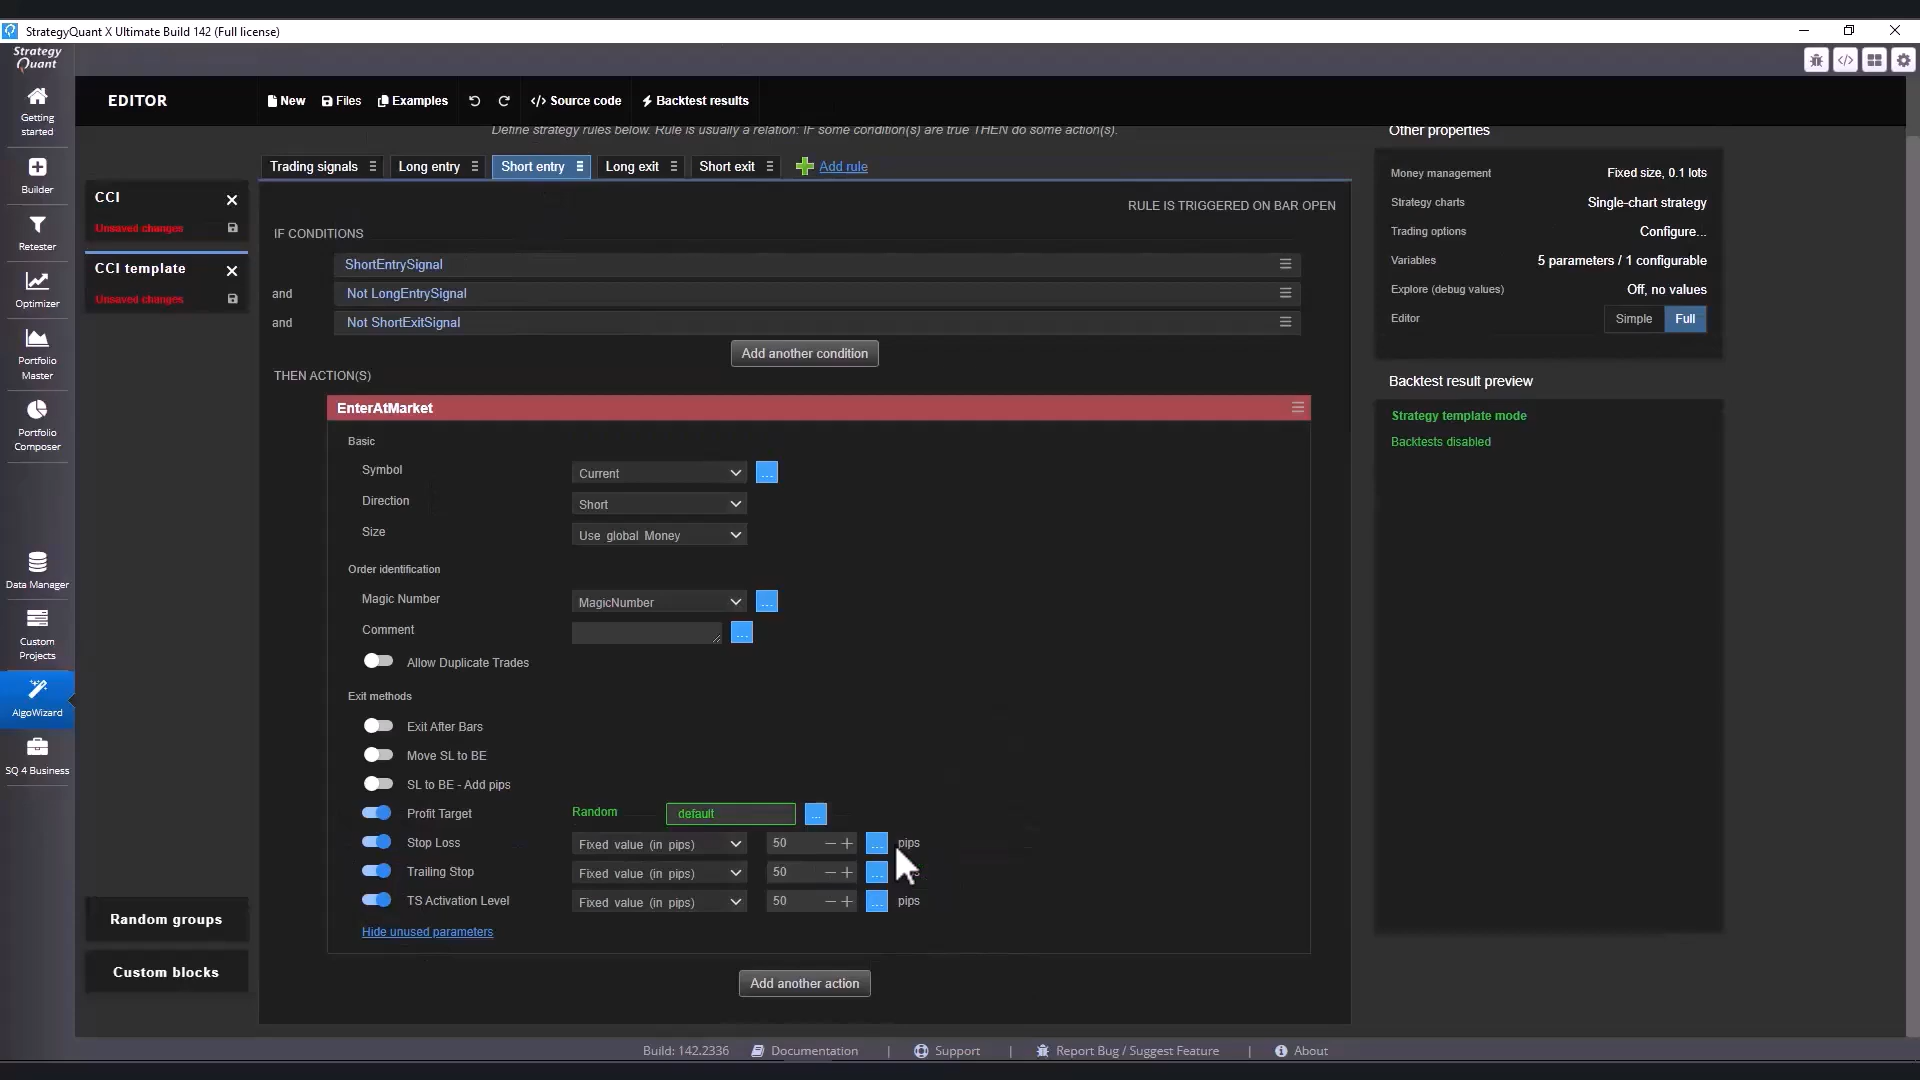 StrategyQuant X Ultimate Build 142 (Full license)
Strategy
Quant
EDITOR
New
Files
Examples
</> Source code
Backtest results
Getting
started
Builder
Retester
Optimizer
Portfolio
Master
Portfolio
Composer
Data Manager
Custom
Projects
AlgoWizard
SQ 4 Business
CCI
Unsaved changes
CCI template
Unsaved changes
Random groups
Custom blocks
Define strategy rules below. Rule is usually a relation: IF some condition(s) are true THEN do some action(s).
Trading signals
Long entry
Short entry
Long exit
Short exit
Add rule
RULE IS TRIGGERED ON BAR OPEN
IF CONDITIONS
ShortEntrySignal
and Not LongEntrySignal
and Not ShortExitSignal
Add another condition
THEN ACTION(S)
EnterAtMarket
Basic
Symbol Current ...
Direction Short
Size Use global Money
Order identification
Magic Number MagicNumber ...
Comment ...
Allow Duplicate Trades
Exit methods
Exit After Bars
Move SL to BE
SL to BE - Add pips
Profit Target Random default ...
Stop Loss Fixed value (in pips) 50 ... pips
Trailing Stop Fixed value (in pips) 50 ...
TS Activation Level Fixed value (in pips) 50 ... pips
Hide unused parameters
Add another action
Other properties
Money management Fixed size, 0.1 lots
Strategy charts Single-chart strategy
Trading options Configure...
Variables 5 parameters / 1 configurable
Explore (debug values) Off, no values
Editor Simple Full
Backtest result preview
Strategy template mode
Backtests disabled
Build: 142.2336 Documentation | Support | Report Bug / Suggest Feature | About